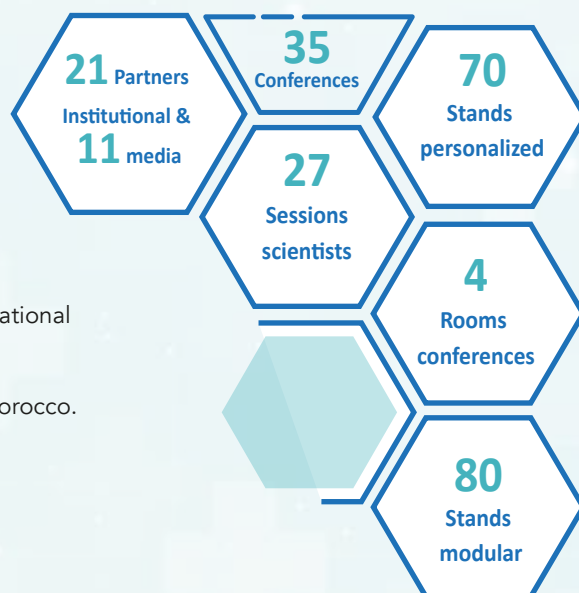 21 Partners
Institutional &
11 media
35
Conferences
70
Stands
personalized
27
Sessions
scientists
4
Rooms
conferences
80
Stands
modular
ational
orocco.